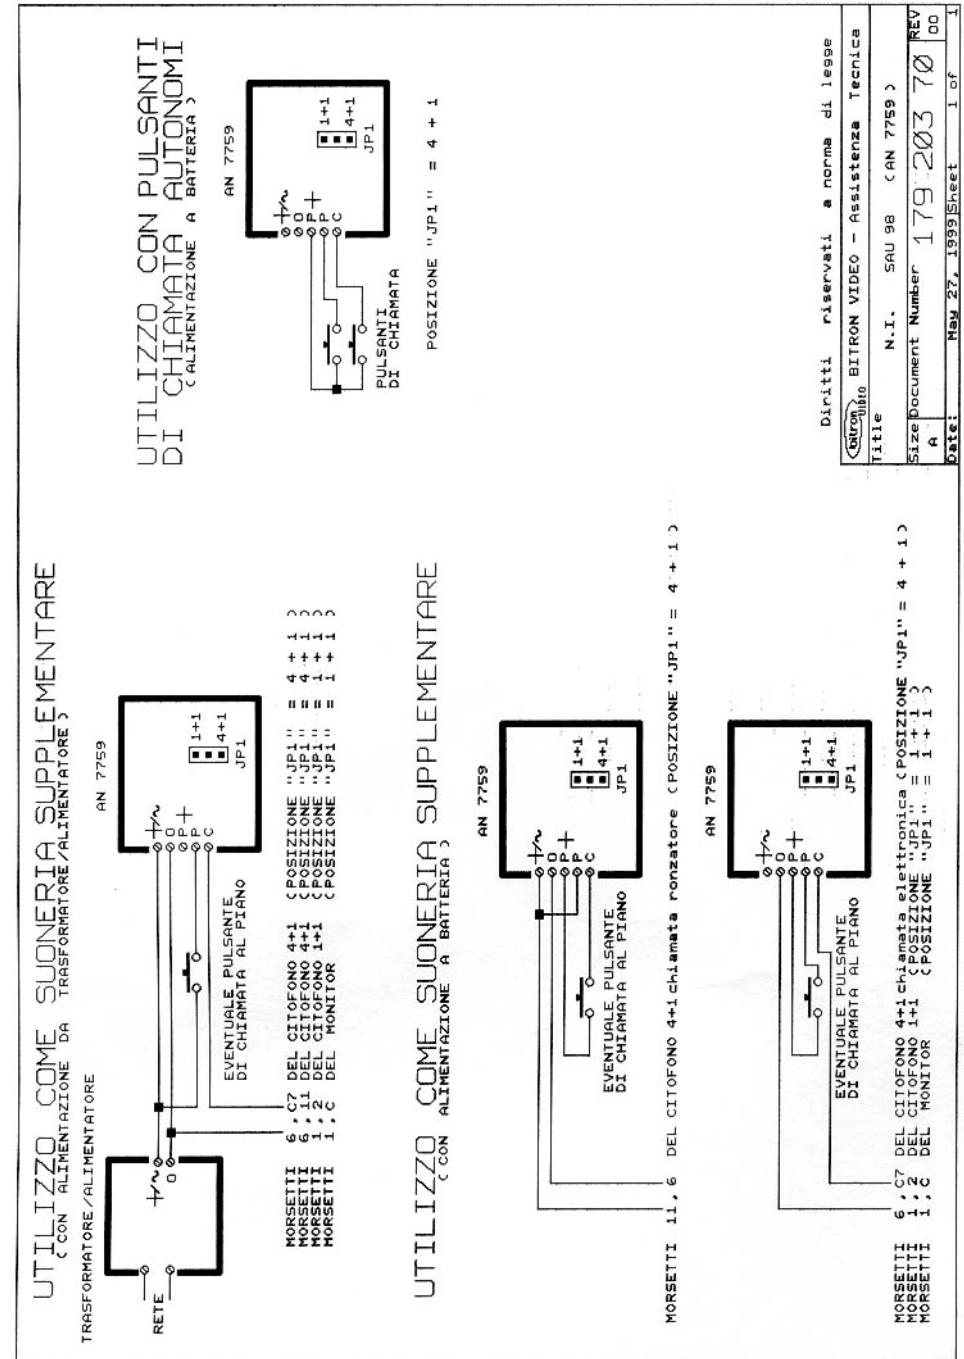 UTILIZZO COME SUONERIA SUPPLEMENTARE
( CON ALIMENTAZIONE DA TRASFORMATORE/ALIMENTATORE )
TRASFORMATORE/ALIMENTATORE
RETE
+/~
0
AN 7759
+/~
0
P +
P
C
1+1
4+1
JP1
EVENTUALE PULSANTE
DI CHIAMATA AL PIANO
MORSETTI 6 , C7 DEL CITOFONO 4+1 ( POSIZIONE "JP1" = 4 + 1 )
MORSETTI 6 , 11 DEL CITOFONO 4+1 ( POSIZIONE "JP1" = 4 + 1 )
MORSETTI 1 , 2 DEL CITOFONO 1+1 ( POSIZIONE "JP1" = 1 + 1 )
MORSETTI 1 , C DEL MONITOR ( POSIZIONE "JP1" = 1 + 1 )
UTILIZZO COME SUONERIA SUPPLEMENTARE
( CON ALIMENTAZIONE A BATTERIA )
AN 7759
+/~
0
P +
P
C
1+1
4+1
JP1
EVENTUALE PULSANTE
DI CHIAMATA AL PIANO
MORSETTI 11 , 6 DEL CITOFONO 4+1 chiamata ronzatore ( POSIZIONE "JP1" = 4 + 1 )
AN 7759
+/~
0
P +
P
C
1+1
4+1
JP1
EVENTUALE PULSANTE
DI CHIAMATA AL PIANO
MORSETTI 6 , C7 DEL CITOFONO 4+1 chiamata elettronica ( POSIZIONE "JP1" = 4 + 1 )
MORSETTI 1 , 2 DEL CITOFONO 1+1 ( POSIZIONE "JP1" = 1 + 1 )
MORSETTI 1 , C DEL MONITOR ( POSIZIONE "JP1" = 1 + 1 )
UTILIZZO CON PULSANTI
DI CHIAMATA AUTONOMI
( ALIMENTAZIONE A BATTERIA )
AN 7759
+/~
0
P +
P
C
1+1
4+1
JP1
PULSANTI
DI CHIAMATA
POSIZIONE "JP1" = 4 + 1
Diritti riservati a norma di legge
bitron VIDEO BITRON VIDEO - Assistenza Tecnica
Title
N.I. SAU 98 ( AN 7759 )
Size Document Number REV
A 179 203 70 00
Date: May 27, 1999 Sheet 1 of 1